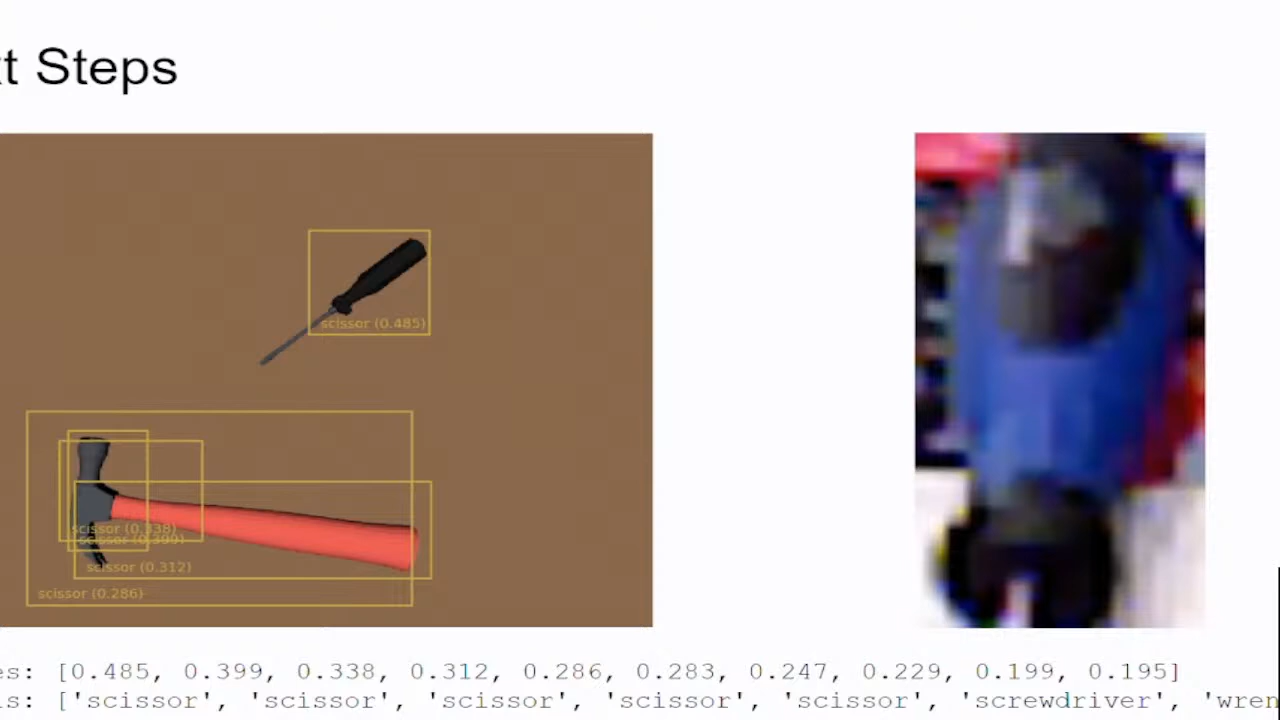 t Steps
scissor (0.485)
scissor (0.338)
scissor (0.399)
scissor (0.312)
scissor (0.286)
es: [0.485, 0.399, 0.338, 0.312, 0.286, 0.283, 0.247, 0.229, 0.199, 0.195]
ls: ['scissor', 'scissor', 'scissor', 'scissor', 'scissor', 'screwdriver', 'wren